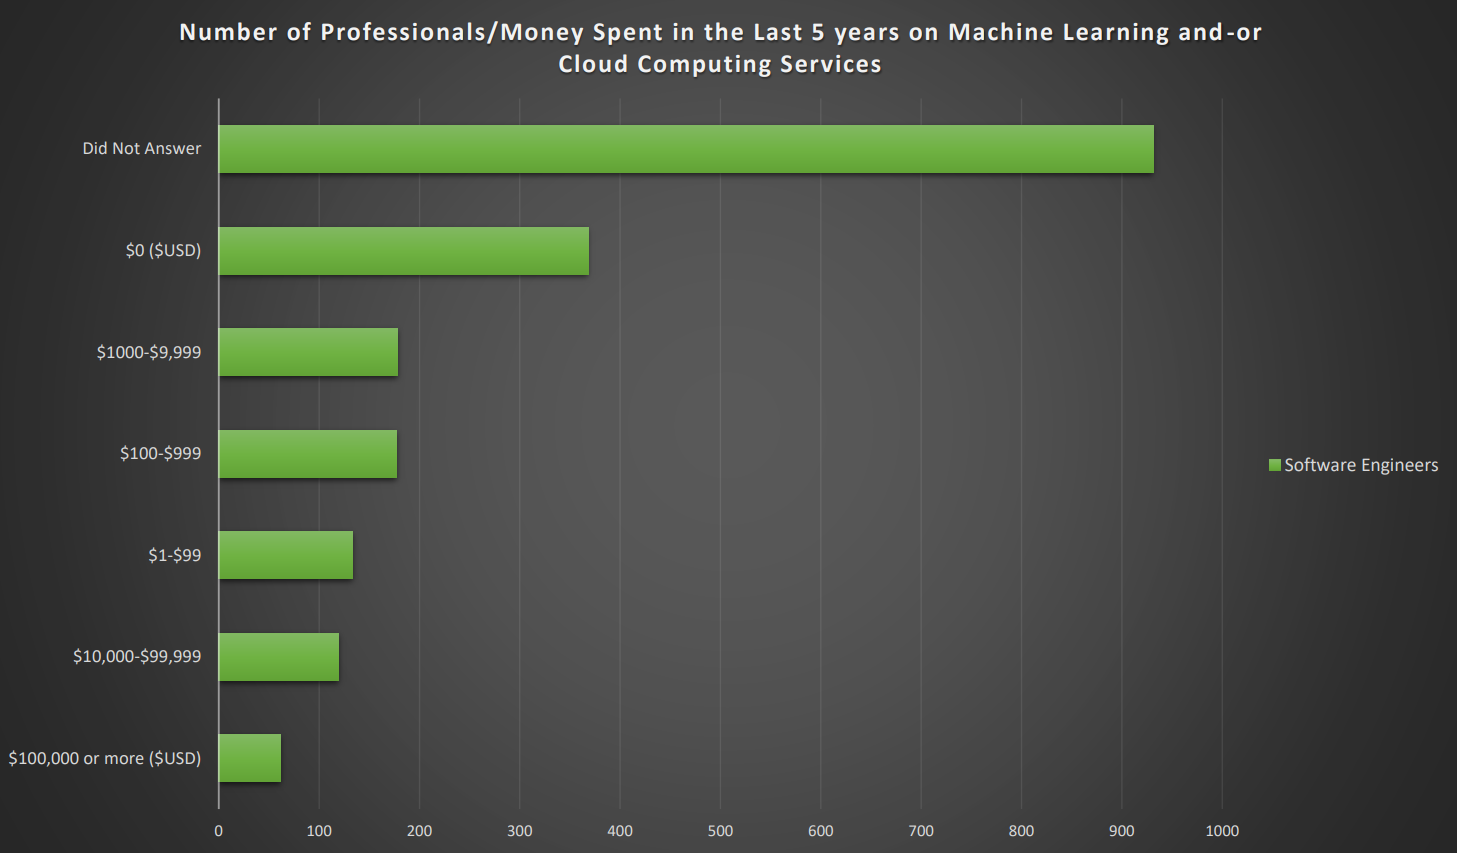 Number of Professionals/Money Spent in the Last 5 years on Machine Learning and-or
Cloud Computing Services
Did Not Answer
$0 ($USD)
$1000-$9,999
$100-$999
$1-$99
$10,000-$99,999
$100,000 or more ($USD)
0 100 200 300 400 500 600 700 800 900 1000
Software Engineers